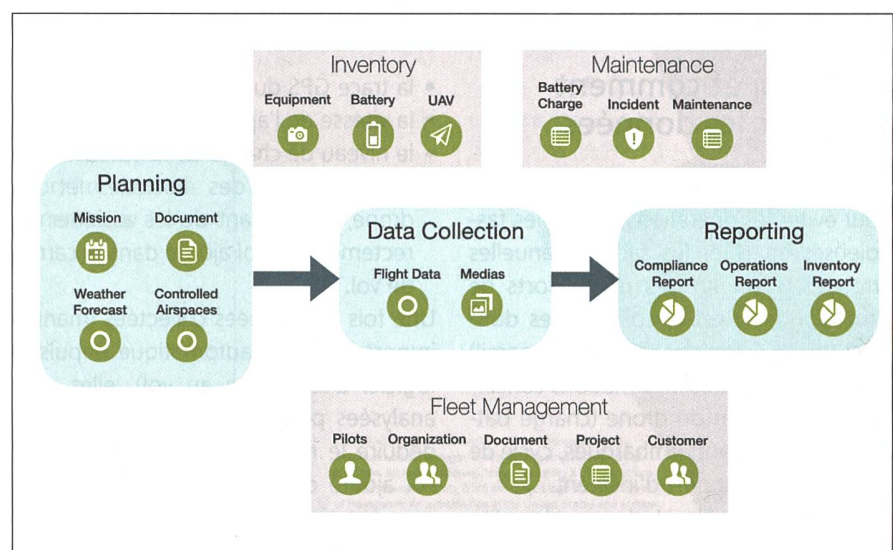 Inventory
Equipment Battery UAV
Maintenance
Battery
Charge Incident Maintenance
Planning
Mission Document
Weather
Forecast Controlled
Airspaces
Data Collection
Flight Data Medias
Reporting
Compliance
Report Operations
Report Inventory
Report
Fleet Management
Pilots Organization Document Project Customer